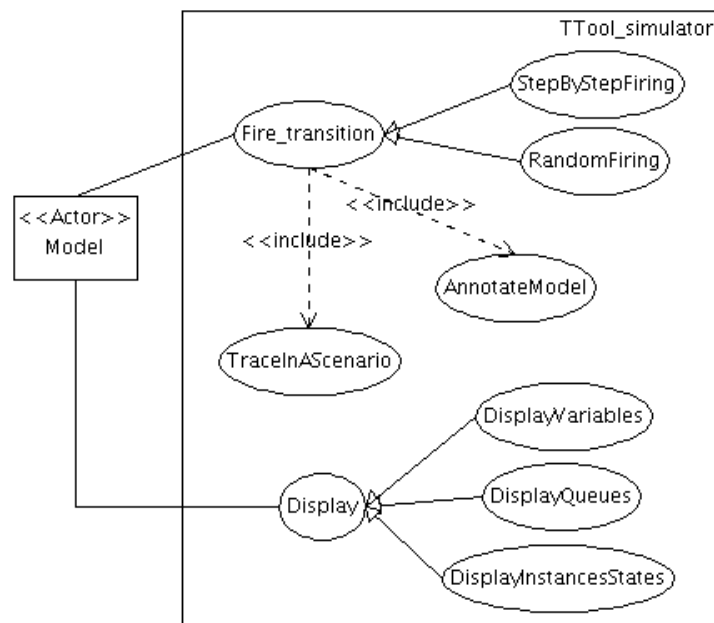 TTool_simulator
StepByStepFiring
Fire_transition
RandomFiring
<<Actor>>
Model
<<include>>
<<include>>
AnnotateModel
TraceInAScenario
DisplayVariables
DisplayQueues
Display
DisplayInstancesStates